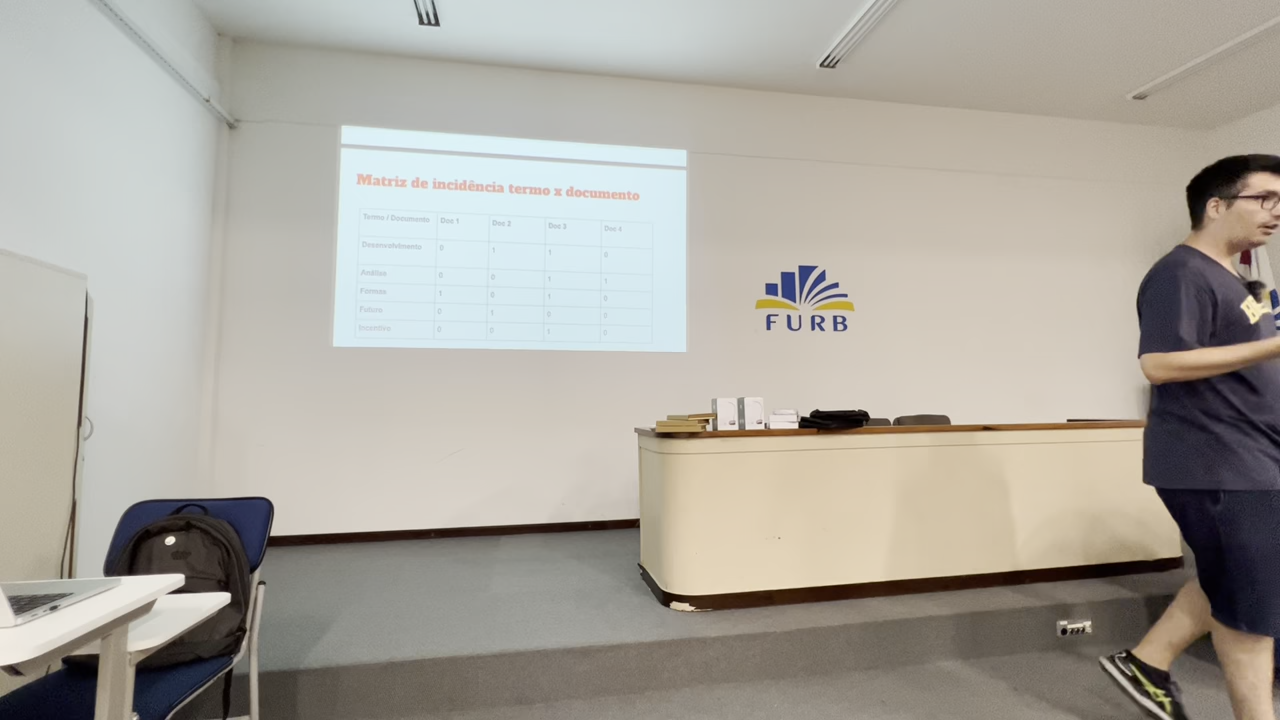 Matriz de incidência termo x documento
Termo / Documento Doc 1 Doc 2 Doc 3 Doc 4
Desenvolvimento 0 1 1 0
Análise 0 0 1 1
Fórmula 1 0 1 0
Futuro 0 1 0 0
Incentivo 0 0 1 0
FURB